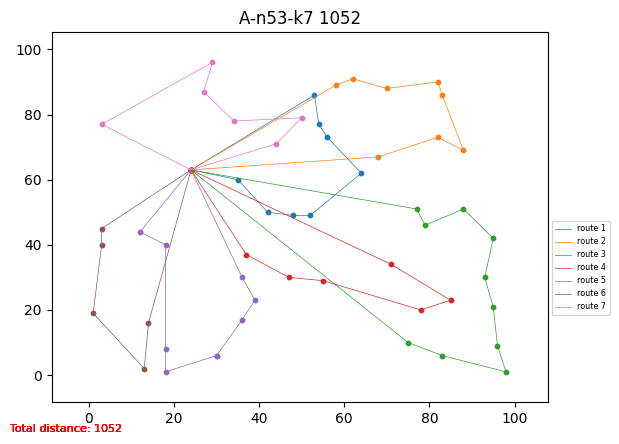 A-n53-k7 1052
100
80
60
40
20
0
0 20 40 60 80 100
route 1
route 2
route 3
route 4
route 5
route 6
route 7
Total distance: 1052